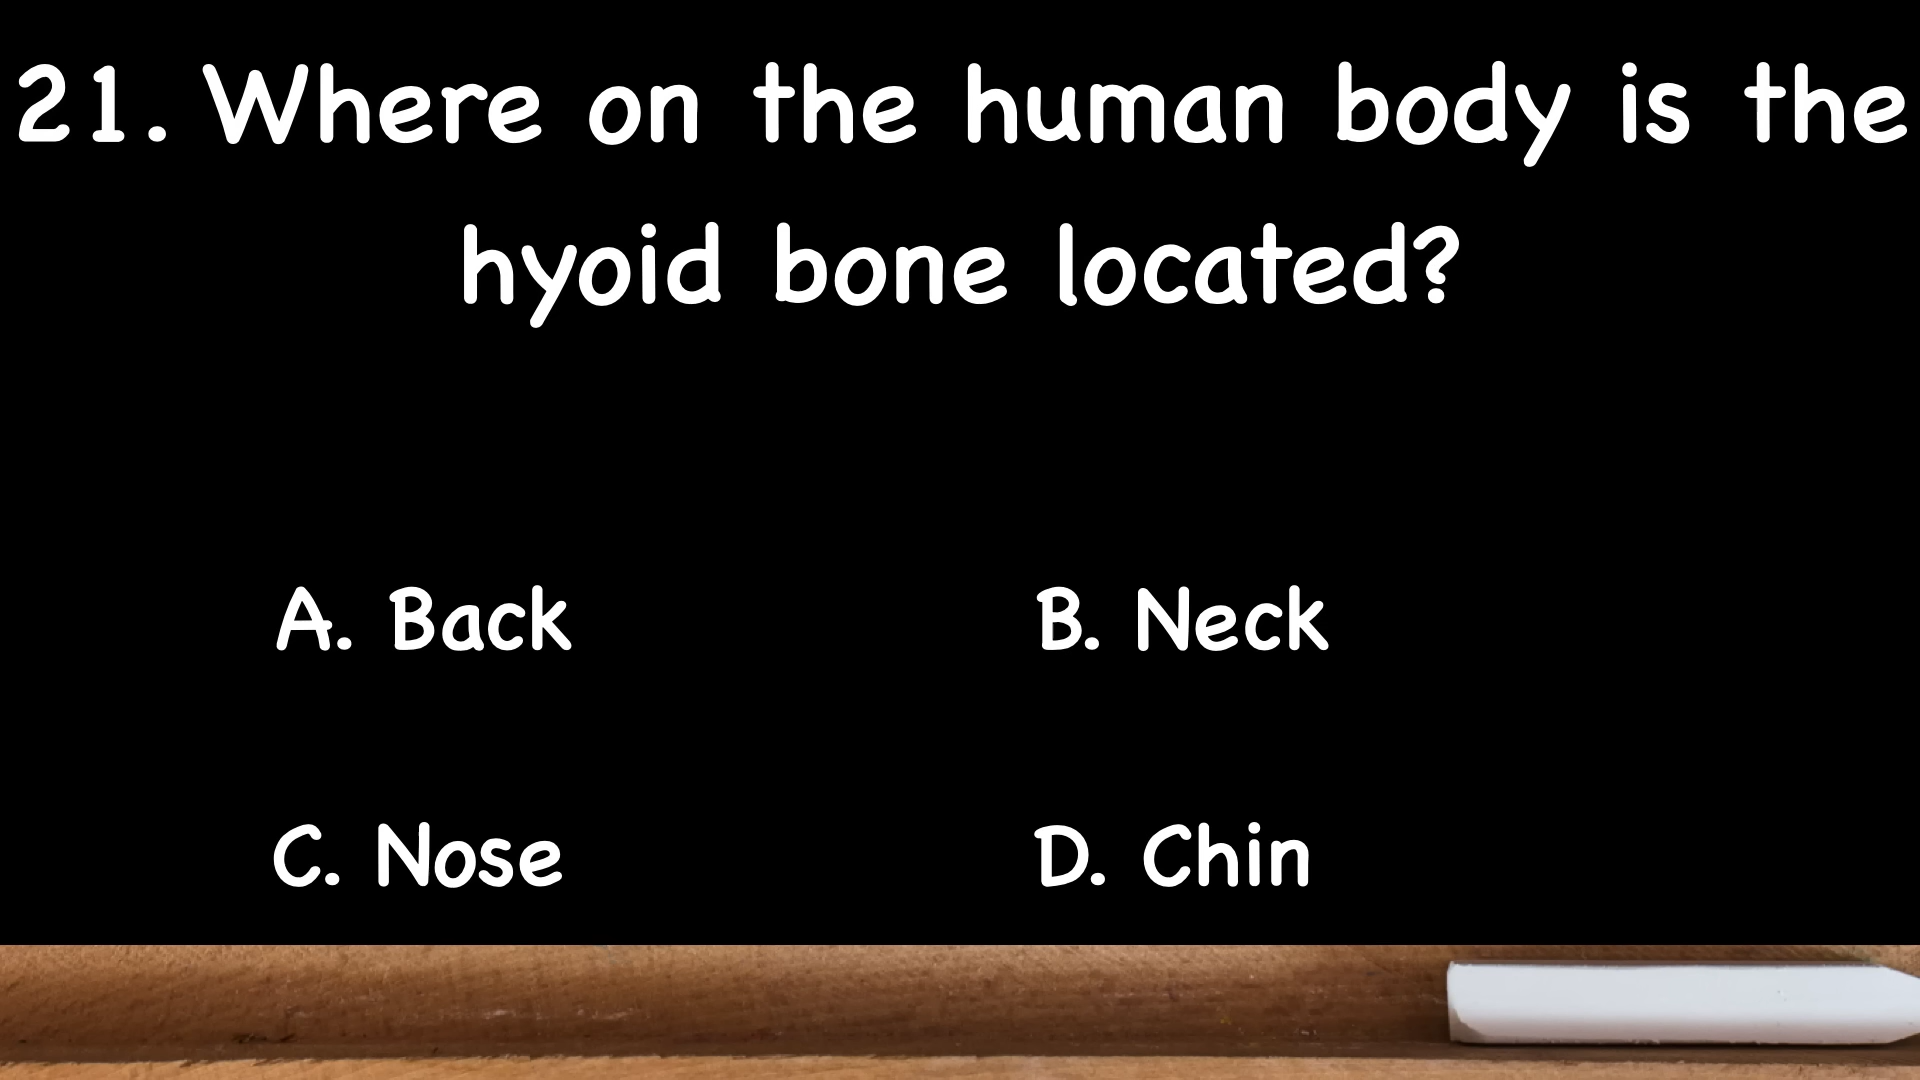 21. Where on the human body is the
hyoid bone located?
A. Back
B. Neck
C. Nose
D. Chin